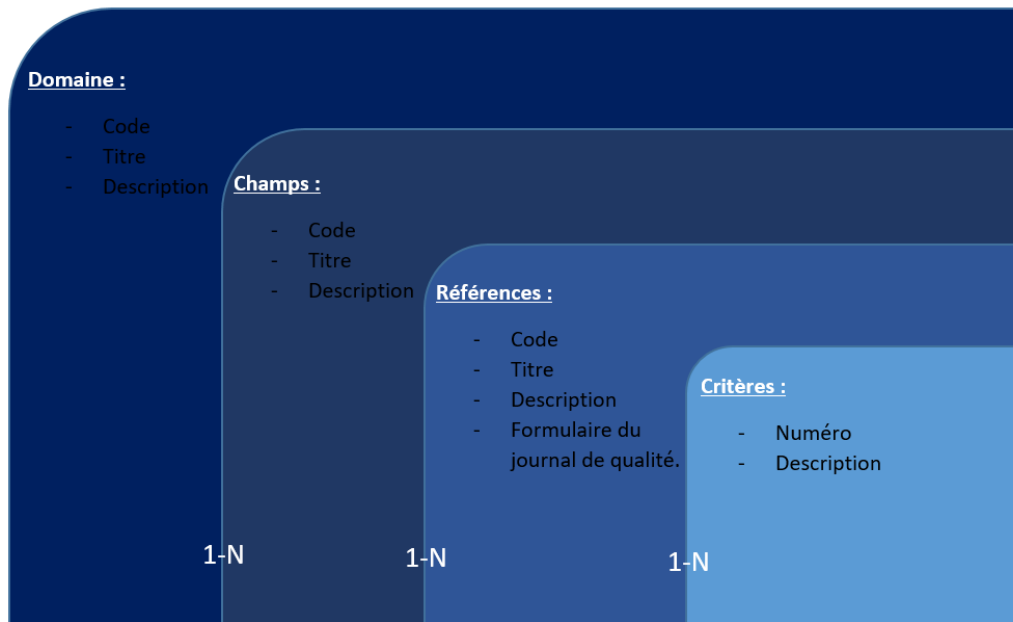 Domaine :
- Code
- Titre
- Description
Champs :
- Code
- Titre
- Description
Références :
- Code
- Titre
- Description
- Formulaire du
journal de qualité.
Critères :
- Numéro
- Description
1-N
1-N
1-N